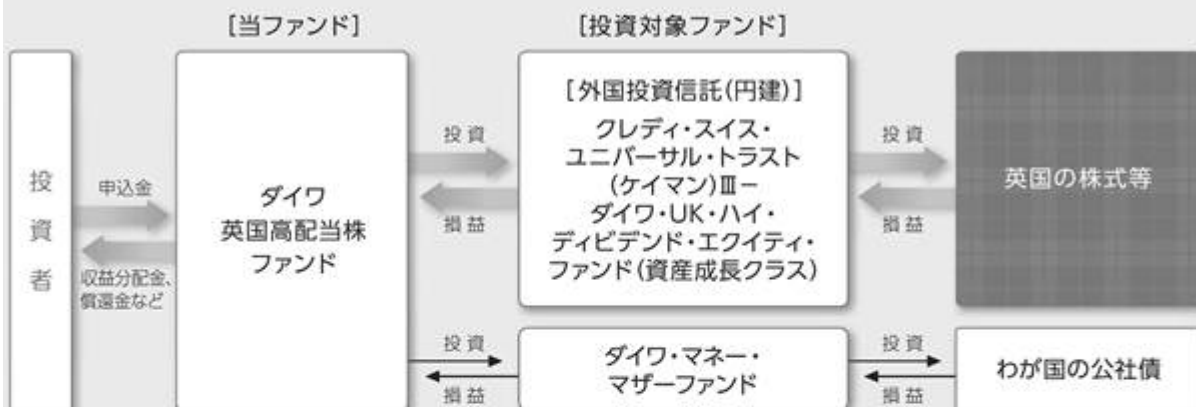 [当ファンド]
[投資対象ファンド]
投資者
申込金
収益分配金、
償還金など
ダイワ
英国高配当株
ファンド
投資
損益
[外国投資信託(円建)]
クレディ・スイス・
ユニバーサル・トラスト
(ケイマン)Ⅲー
ダイワ・UK・ハイ・
ディビデンド・エクイティ・
ファンド(資産成長クラス)
投資
損益
英国の株式等
投資
損益
ダイワ・マネー・
マザーファンド
投資
損益
わが国の公社債